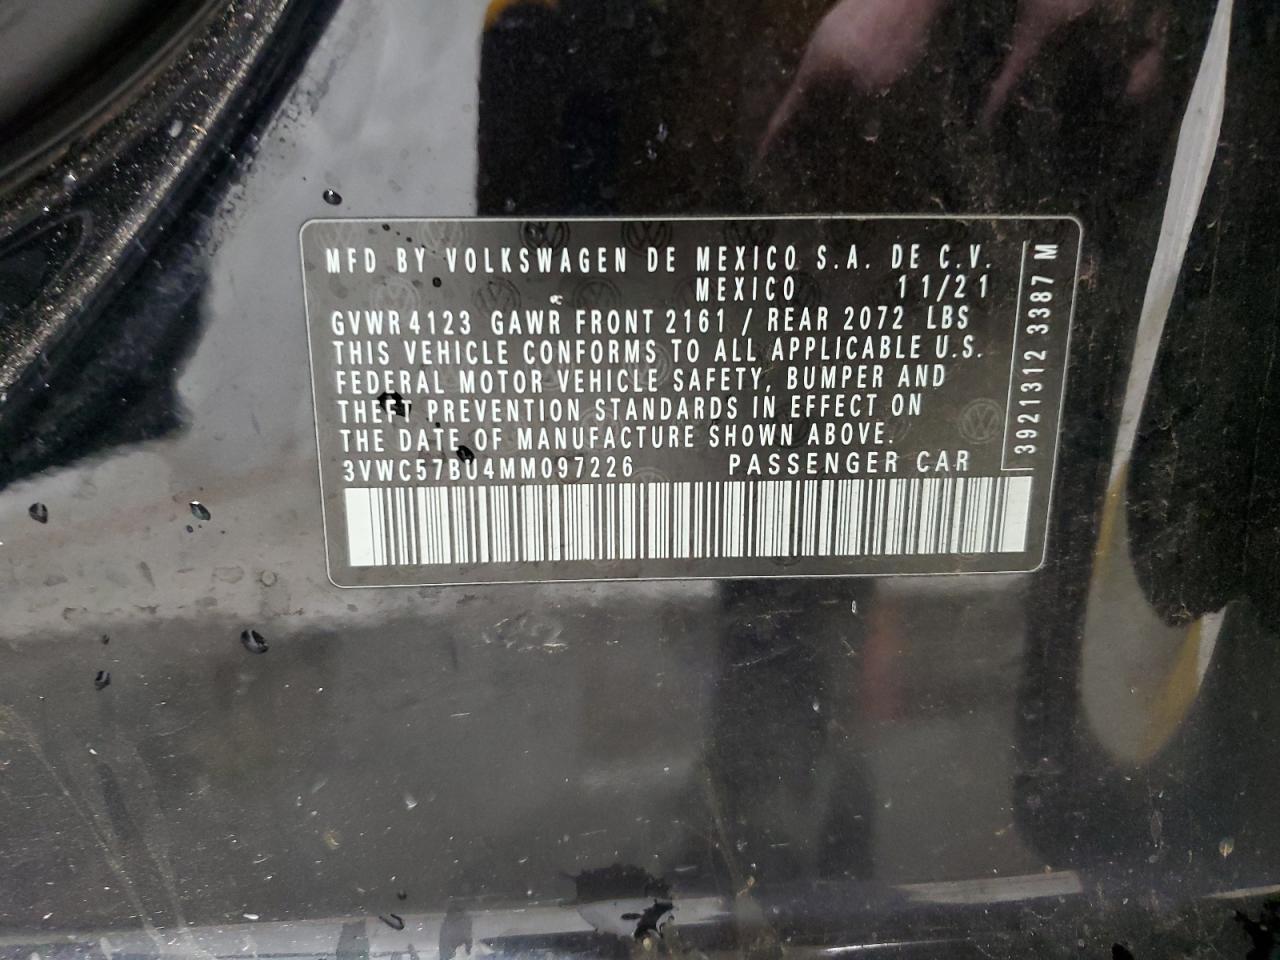 MFD BY VOLKSWAGEN DE MEXICO S.A. DE C.V.
MEXICO 11/21
GVWR 4123 GAWR FRONT 2161 / REAR 2072 LBS
THIS VEHICLE CONFORMS TO ALL APPLICABLE U.S.
FEDERAL MOTOR VEHICLE SAFETY, BUMPER AND
THEFT PREVENTION STANDARDS IN EFFECT ON
THE DATE OF MANUFACTURE SHOWN ABOVE.
3VWC57BU4MM097226 PASSENGER CAR
3921312 3387 M